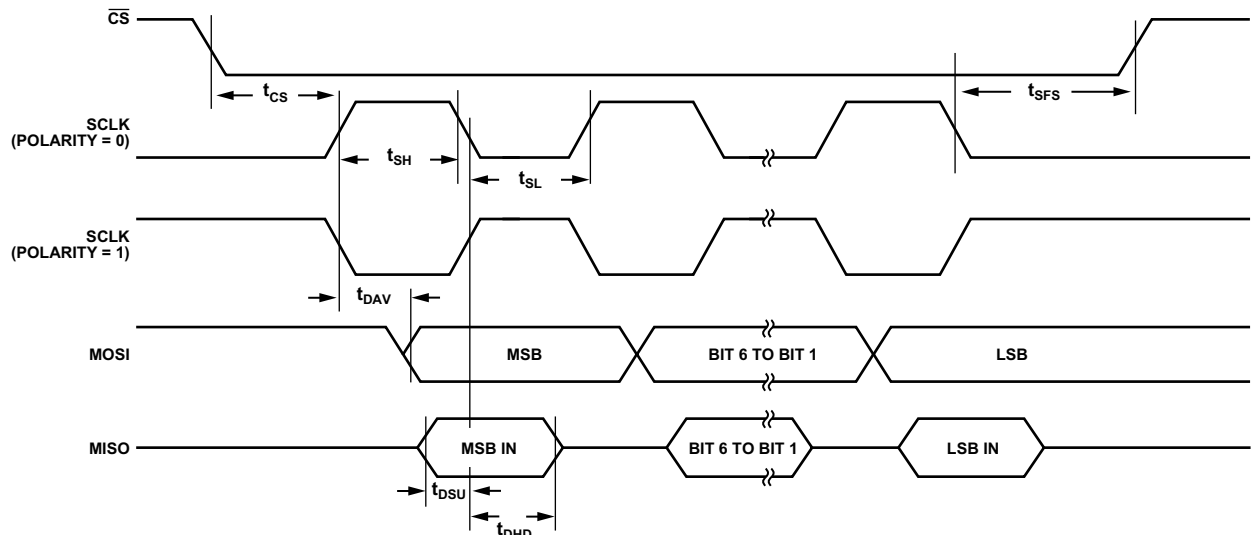 CS
tCS
tSFS
SCLK
(POLARITY = 0)
tSH
tSL
SCLK
(POLARITY = 1)
tDAV
MOSI
MSB
BIT 6 TO BIT 1
LSB
MISO
MSB IN
BIT 6 TO BIT 1
LSB IN
tDSU
tDHD